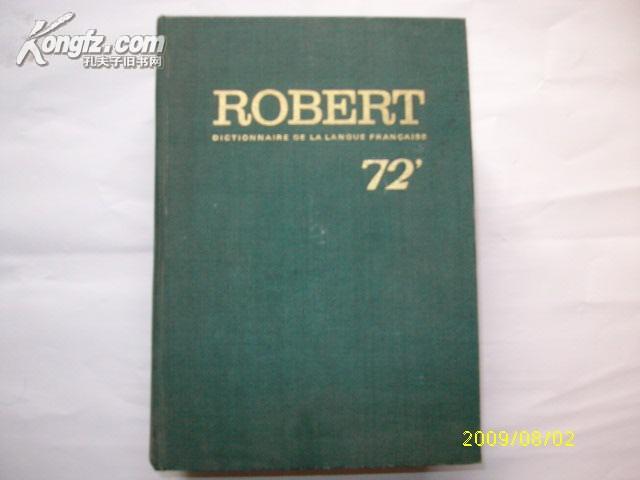 Kongfz.com
孔夫子旧书网
ROBERT
DICTIONNAIRE DE LA LANGUE FRANÇAISE
72'
2009/08/02